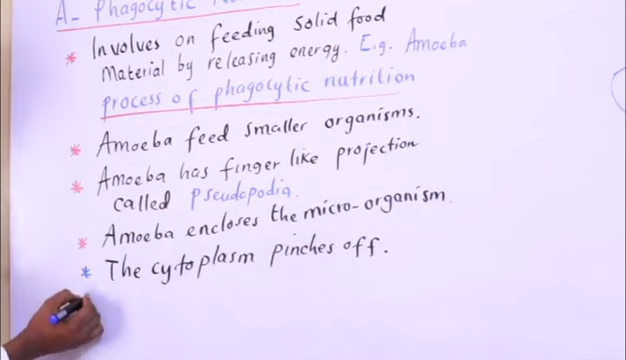 A- Phagocytic
* Involves on feeding solid food
material by releasing energy. E.g. Amoeba
process of phagocytic nutrition
* Amoeba feed smaller organisms.
* Amoeba has finger like projection
called pseudopodia.
* Amoeba encloses the micro-organism.
* The cytoplasm pinches off.